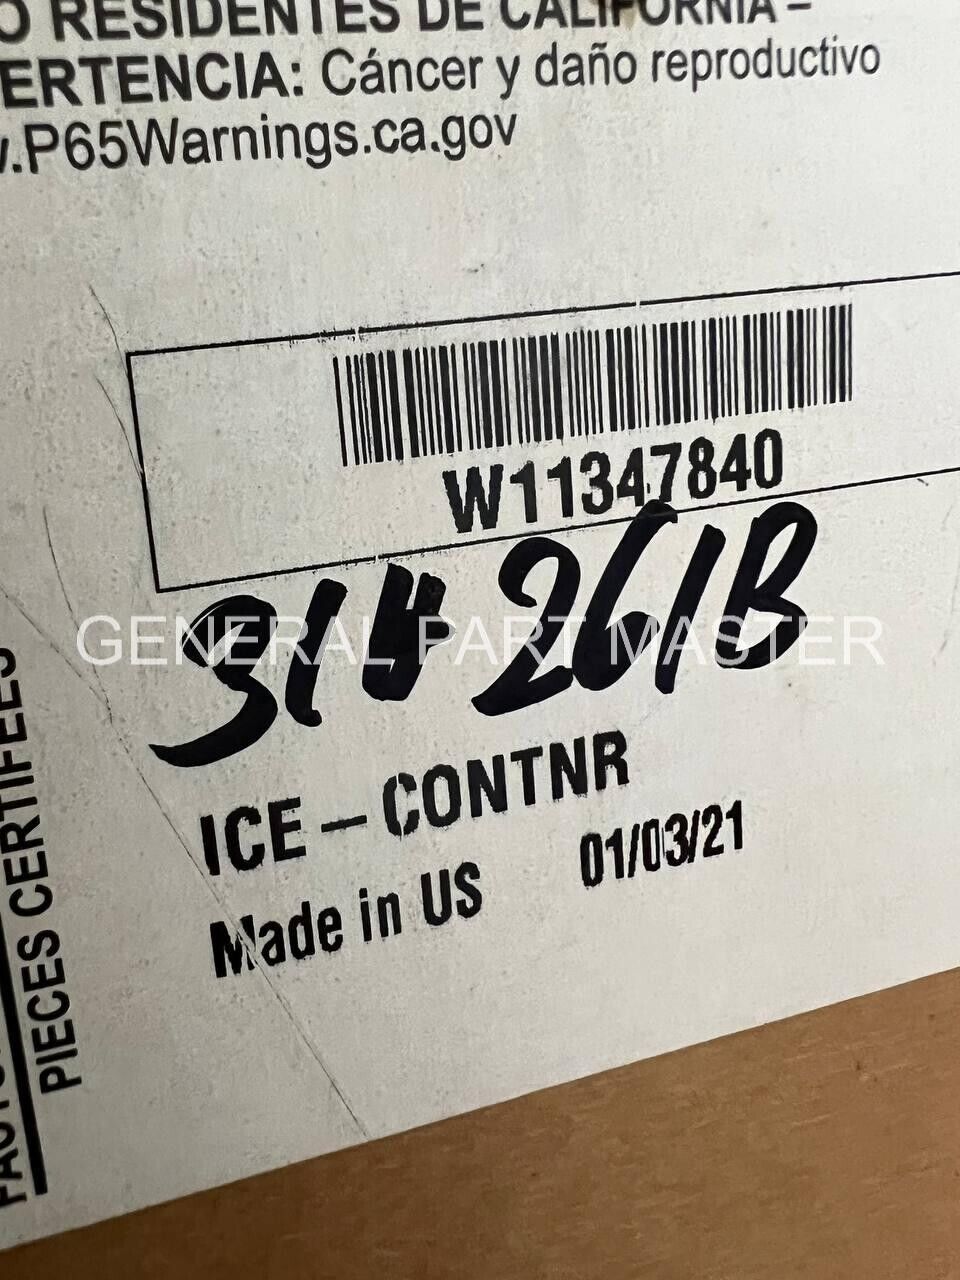 O RESIDENTES DE CALIFORNIA –
ERTENCIA: Cáncer y daño reproductivo
.P65Warnings.ca.gov
W11347840
314 261B
GENERAL PART MASTER
ICE – CONTNR
Made in US 01/03/21
PIECES CERTIFEES